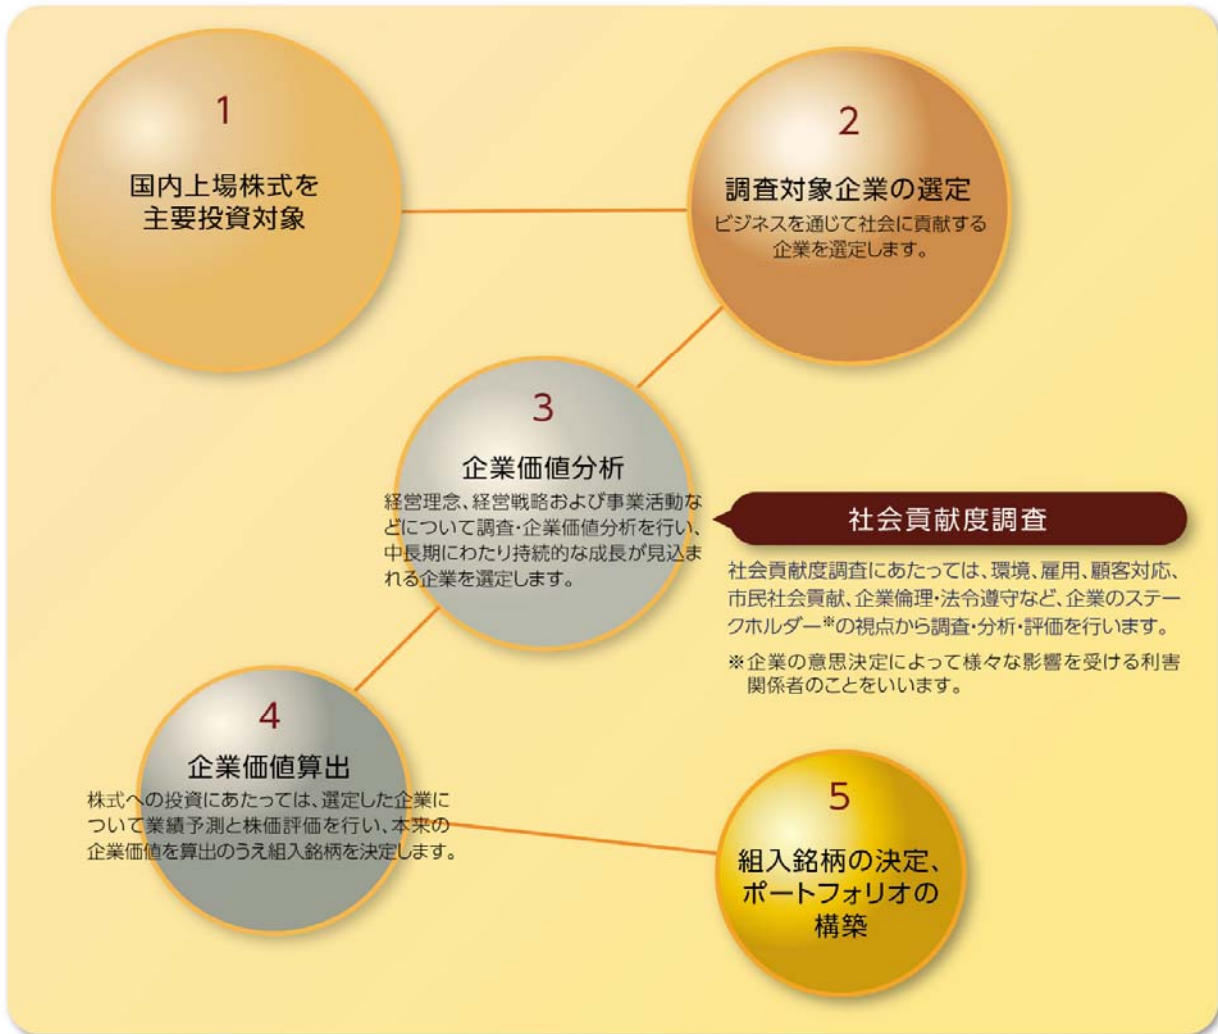 1
国内上場株式を
主要投資対象
2
調査対象企業の選定
ビジネスを通じて社会に貢献する
企業を選定します。
3
企業価値分析
経営理念、経営戦略および事業活動な
どについて調査・企業価値分析を行い、
中長期にわたり持続的な成長が見込ま
れる企業を選定します。
社会貢献度調査
社会貢献度調査にあたっては、環境、雇用、顧客対応、
市民社会貢献、企業倫理・法令遵守など、企業のステー
クホルダー※の視点から調査・分析・評価を行います。
※企業の意思決定によって様々な影響を受ける利害
関係者のことをいいます。
4
企業価値算出
株式への投資にあたっては、選定した企業に
ついて業績予測と株価評価を行い、本来の
企業価値を算出のうえ組入銘柄を決定します。
5
組入銘柄の決定、
ポートフォリオの
構築